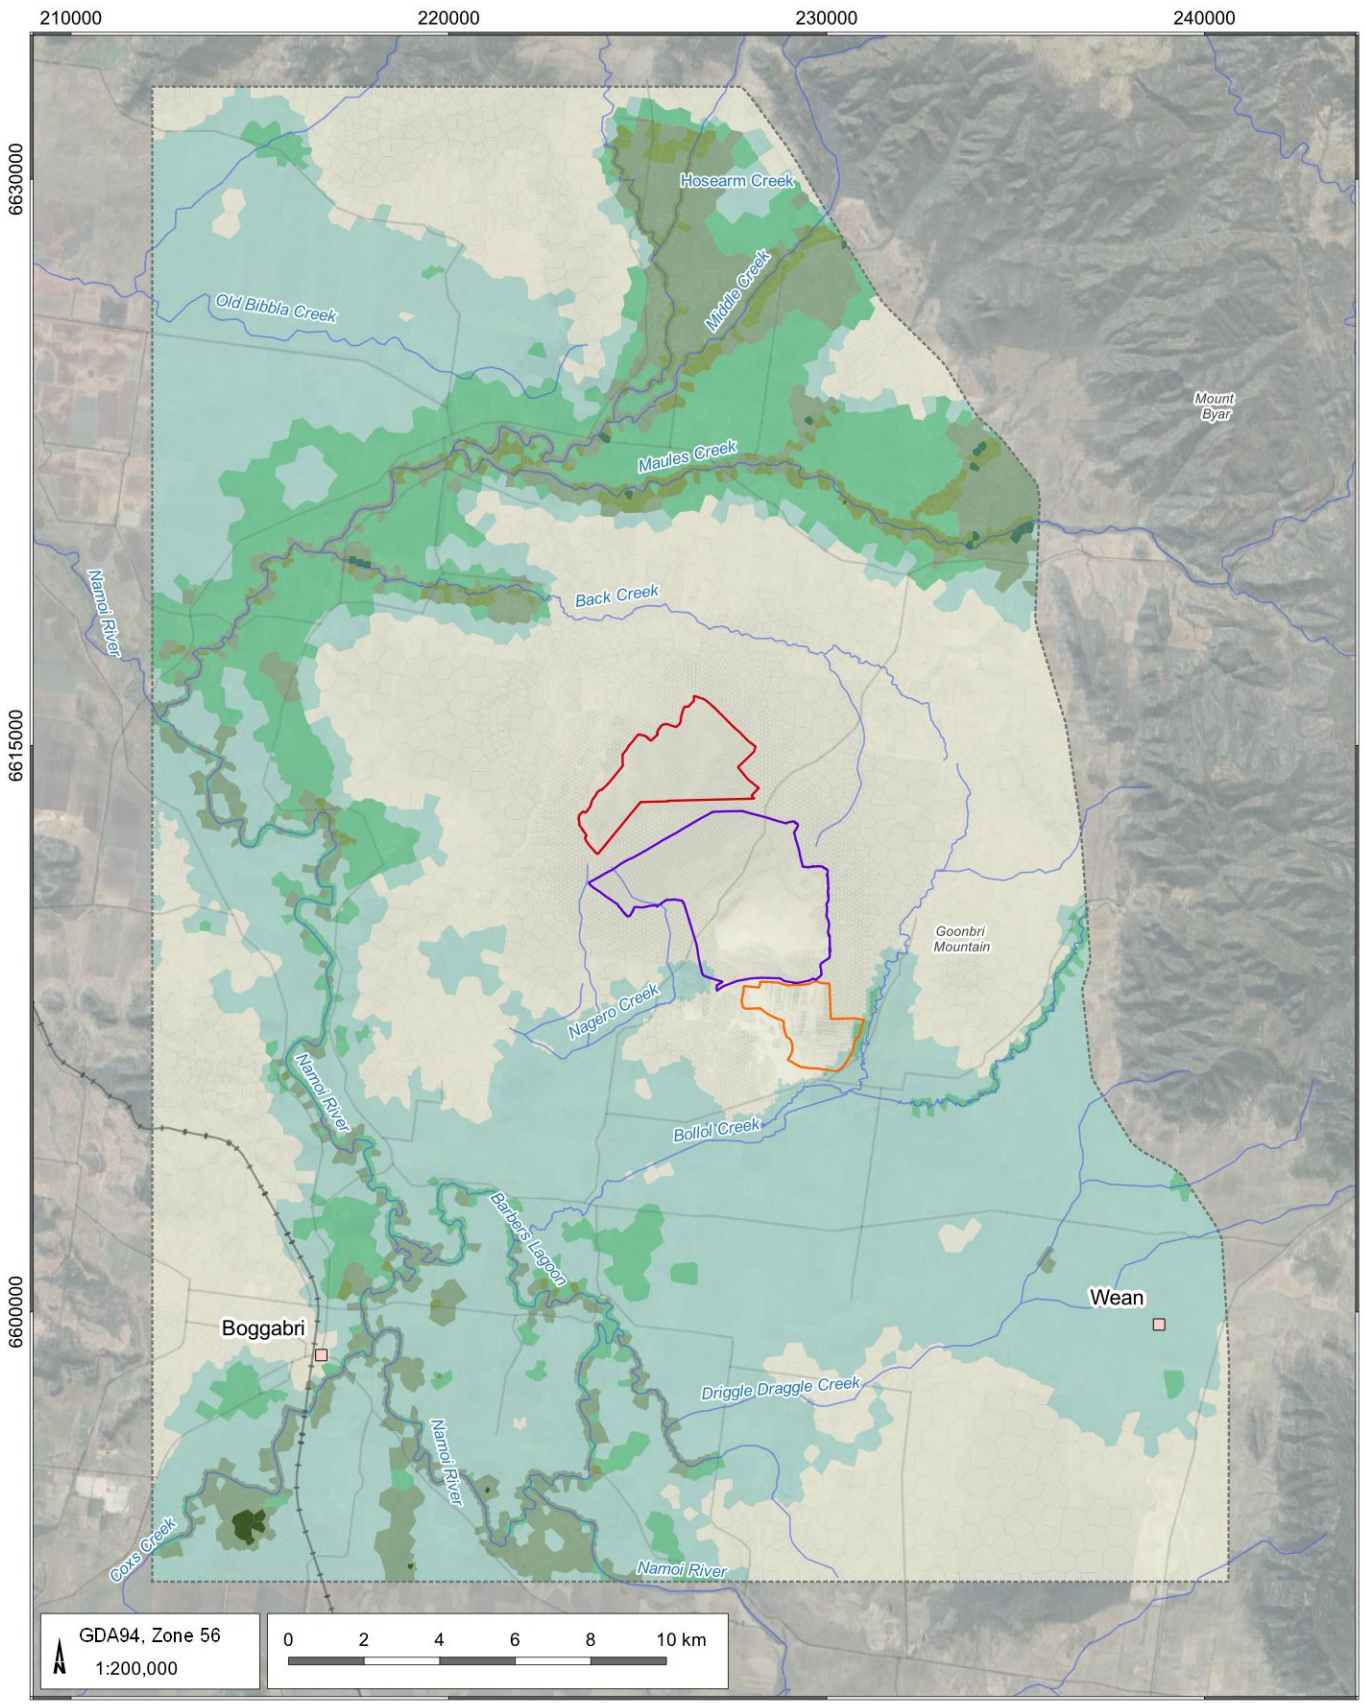 210000
220000
230000
240000
6630000
6615000
6600000
Hosearm Creek
Middle Creek
Old Bibbla Creek
Mount
Byar
Maules Creek
Namoi River
Back Creek
Goonbri
Mountain
Nagero Creek
Namoi River
Bollol Creek
Barbers Lagoon
Wean
Boggabri
Driggle Draggle Creek
Namoi River
Coxs Creek
Namoi River
N
GDA94, Zone 56
1:200,000
0 2 4 6 8 10 km